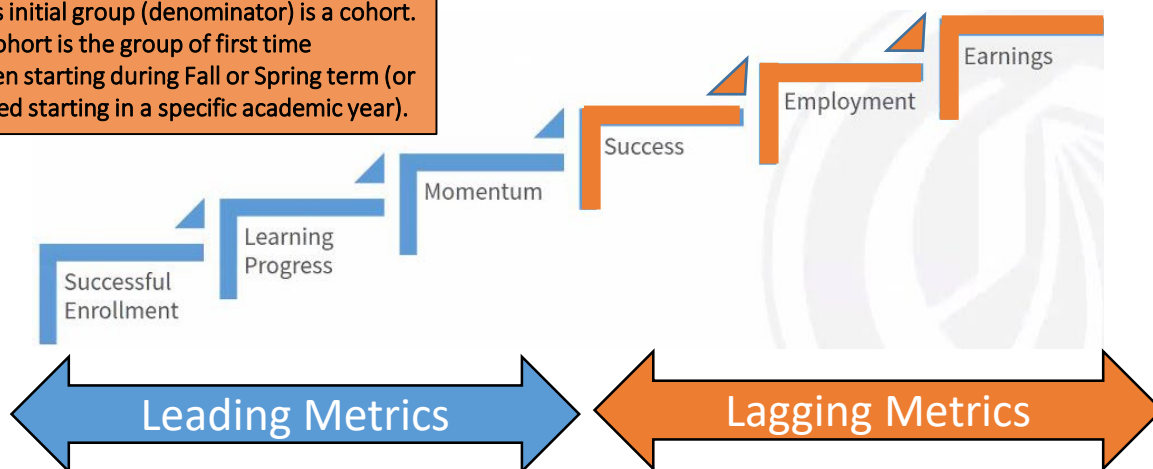 s initial group (denominator) is a cohort.
ohort is the group of first time
en starting during Fall or Spring term (or
ed starting in a specific academic year).
Earnings
Employment
Success
Momentum
Learning
Progress
Successful
Enrollment
Leading Metrics
Lagging Metrics